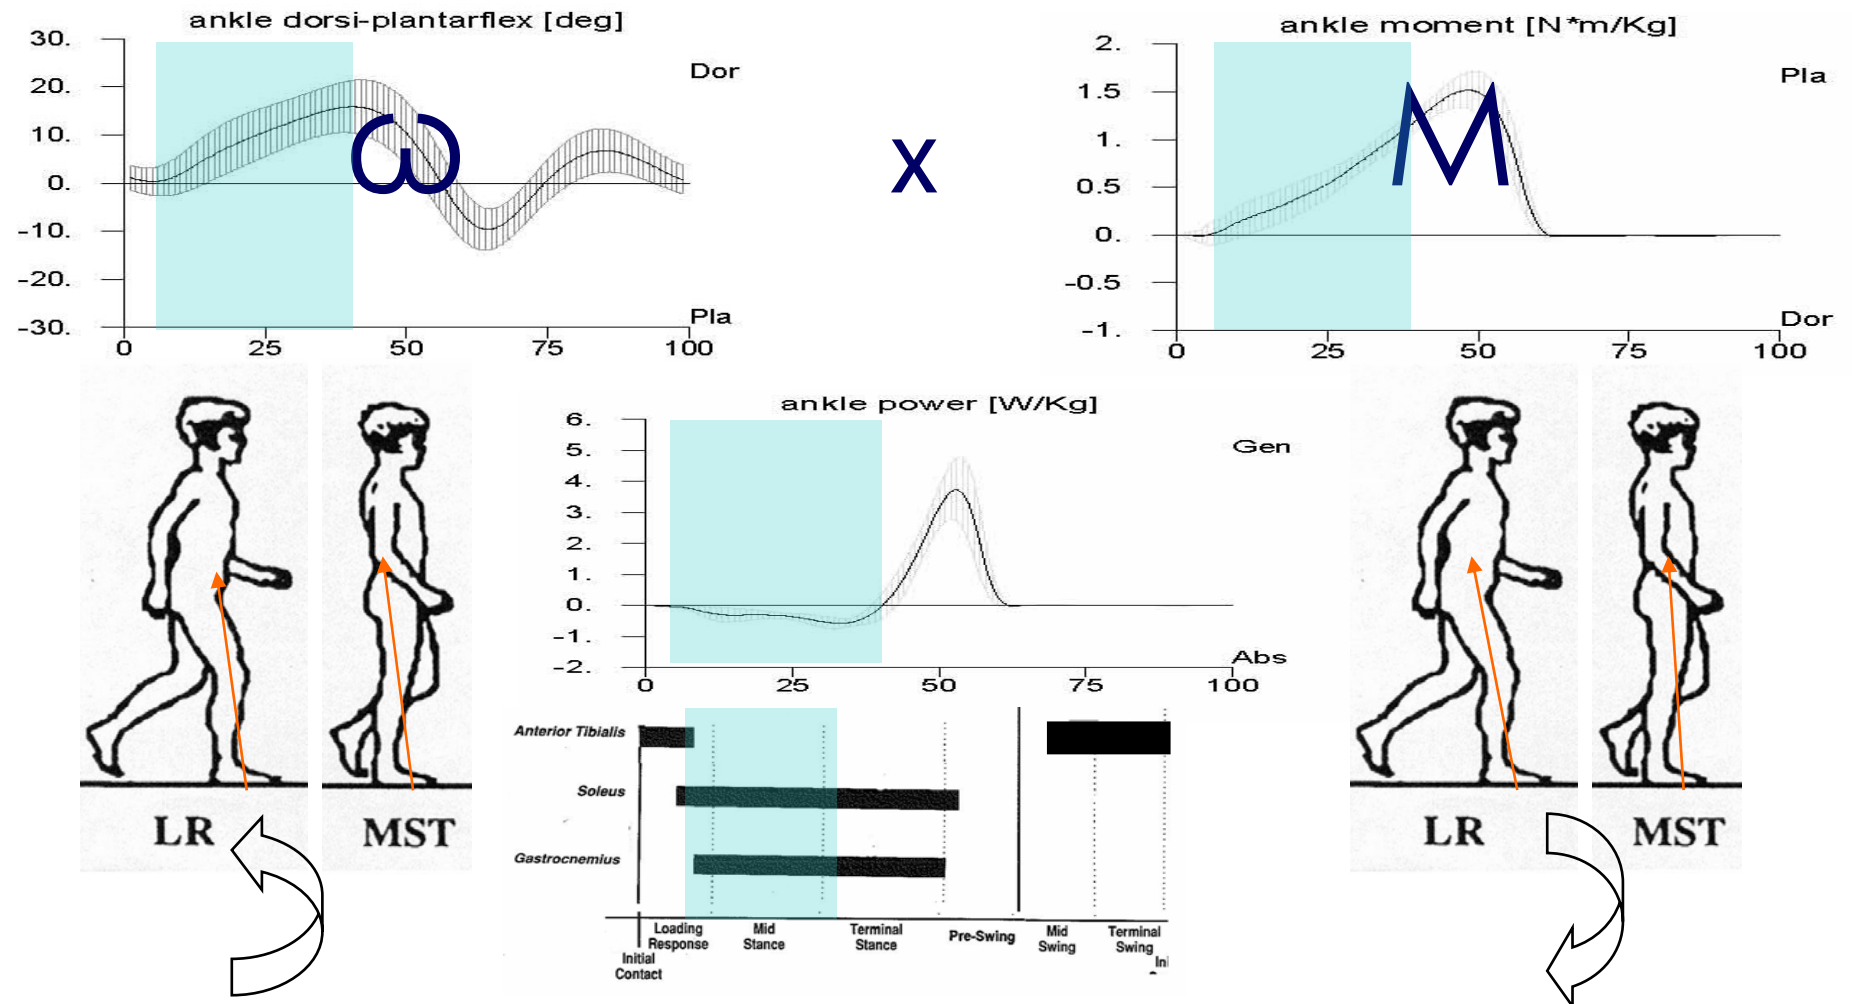 ankle dorsi-plantarflex [deg]
30.
20.
10.
0.
-10.
-20.
-30.
Dor
Pla
0 25 50 75 100
ω
x
ankle moment [N*m/Kg]
2.
1.5
1.
0.5
0.
-0.5
-1.
Pla
Dor
0 25 50 75 100
M
ankle power [W/Kg]
6.
5.
4.
3.
2.
1.
0.
-1.
-2.
Gen
Abs
0 25 50 75 100
LR
MST
Anterior Tibialis
Soleus
Gastrocnemius
Initial
Contact
Loading
Response
Mid
Stance
Terminal
Stance
Pre-Swing
Mid
Swing
Terminal
Swing
Ini
LR
MST